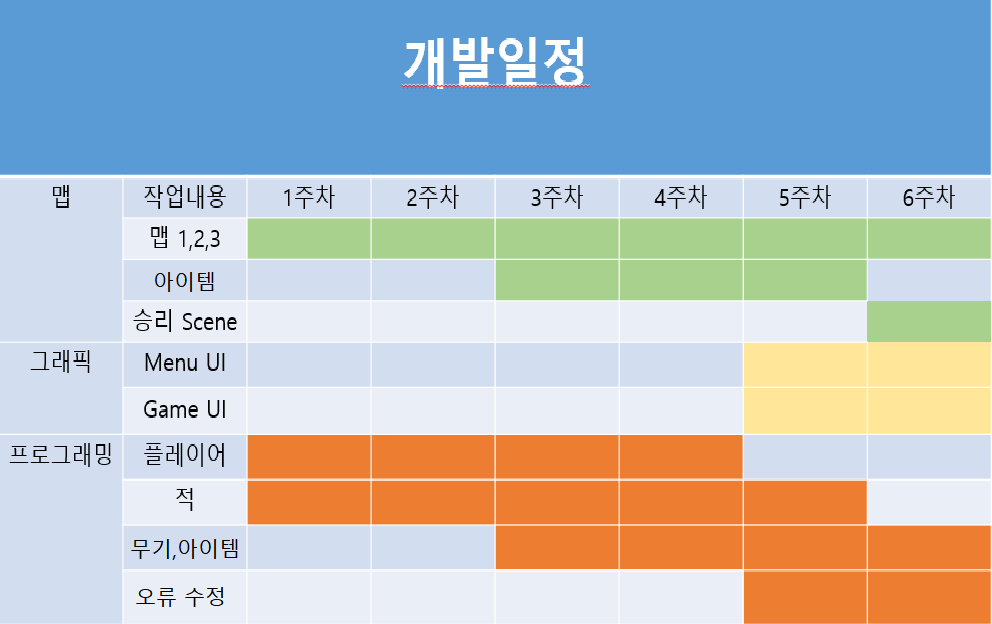 개발일정
맵 작업내용 1주차 2주차 3주차 4주차 5주차 6주차
맵 1,2,3
아이템
승리 Scene
그래픽 Menu UI
Game UI
프로그래밍 플레이어
적
무기,아이템
오류 수정